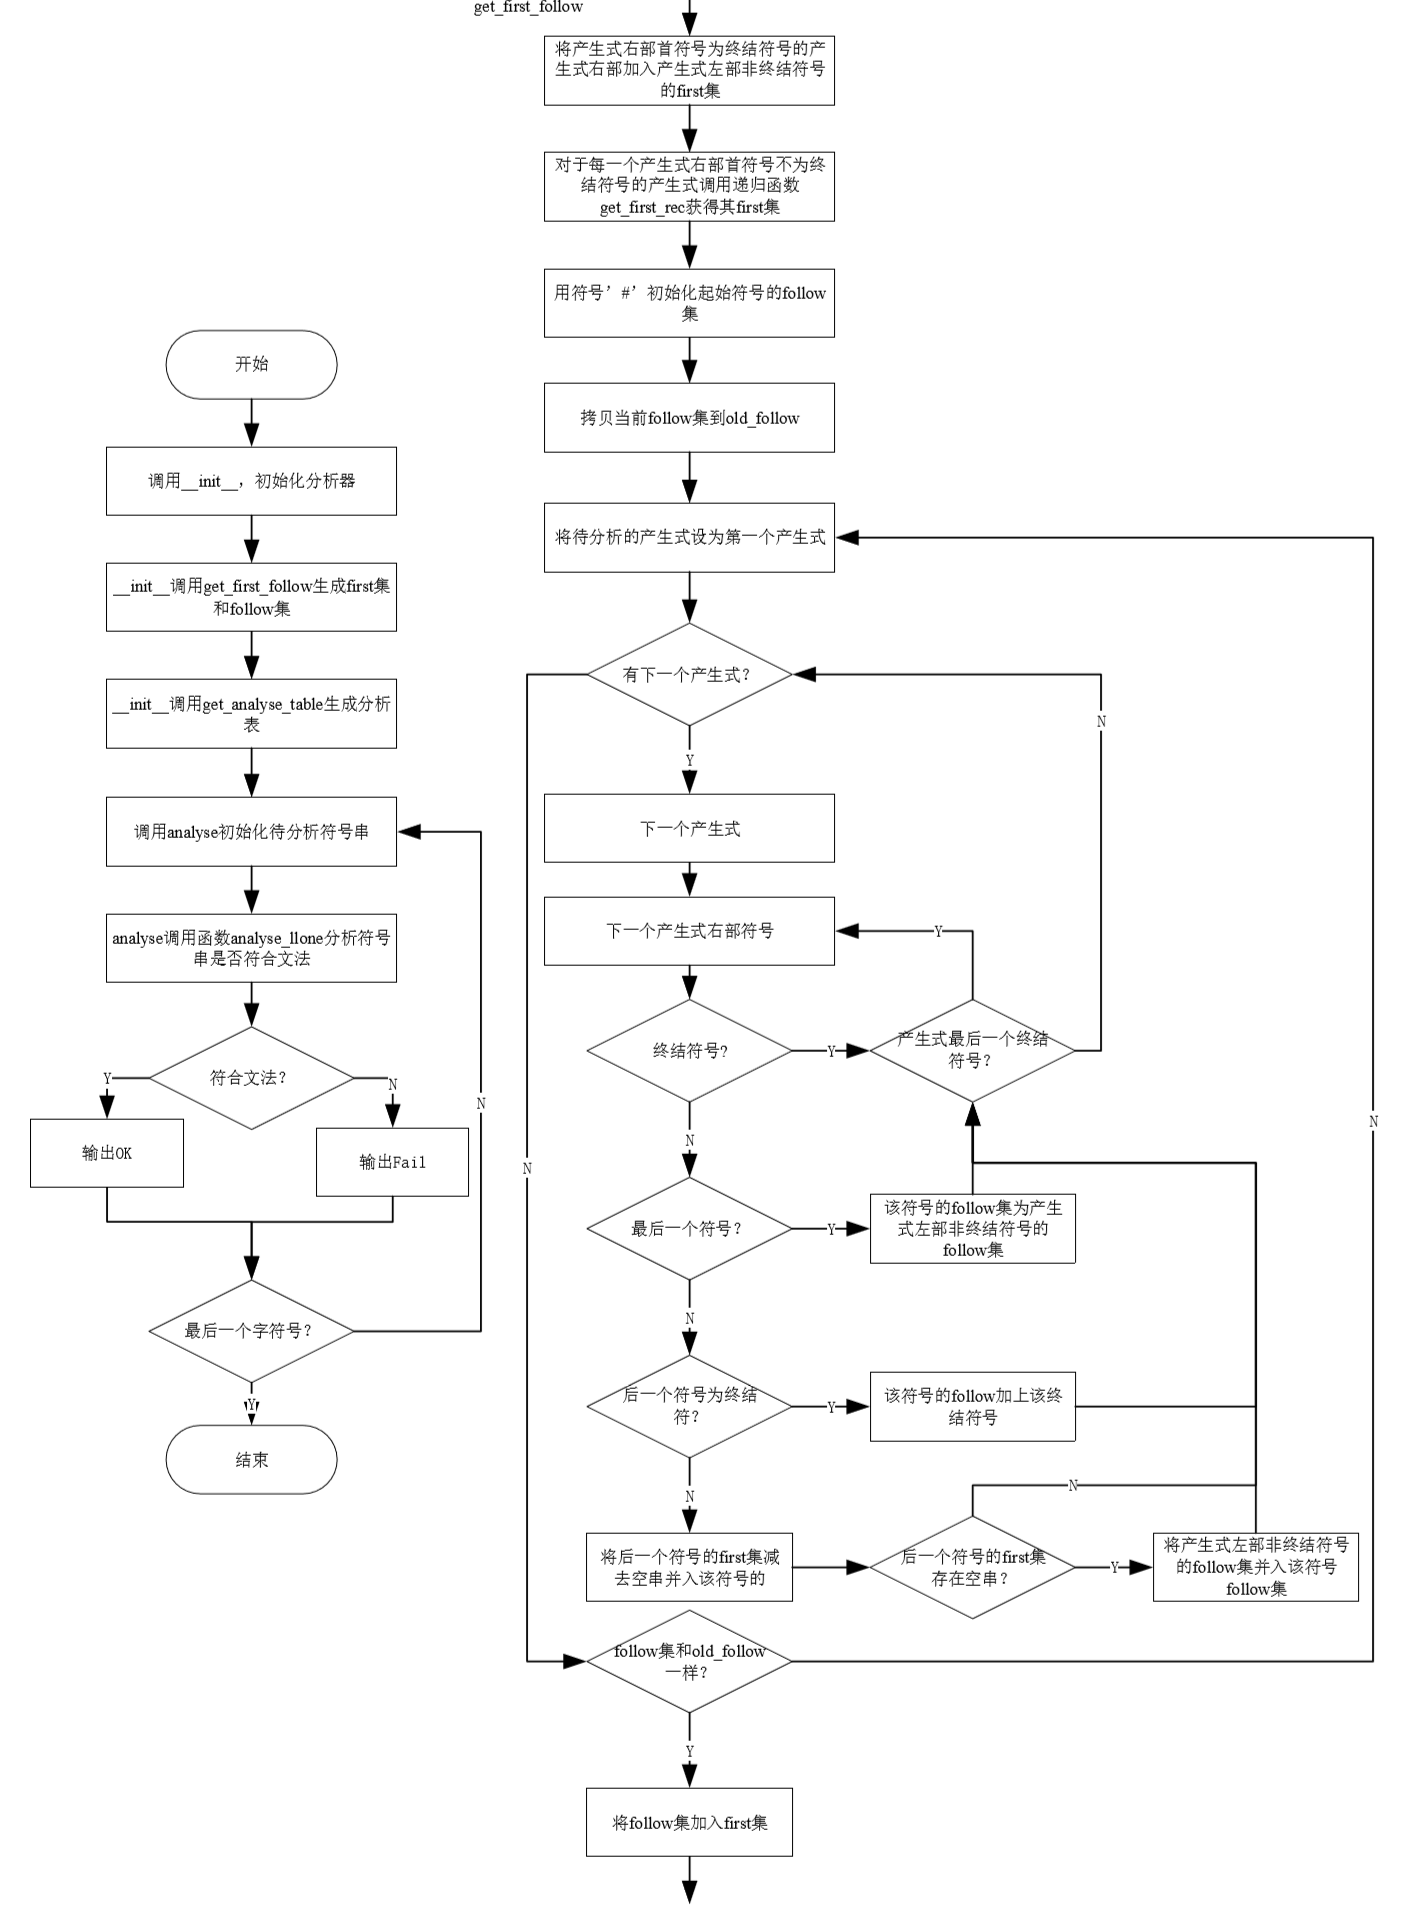 get_first_follow
将产生式右部首符号为终结符号的产
生式右部加入产生式左部非终结符号
的first集
对于每一个产生式右部首符号不为终
结符号的产生式调用递归函数
get_first_rec获得其first集
用符号’#’初始化起始符号的follow
集
拷贝当前follow集到old_follow
将待分析的产生式设为第一个产生式
有下一个产生式？
N
Y
N
下一个产生式
下一个产生式右部符号
Y
终结符号？
Y
产生式最后一个终结
符号？
N
N
N
最后一个符号？
Y
该符号的follow集为产生
式左部非终结符号的
follow集
N
后一个符号为终结
符？
Y
该符号的follow加上该终
结符号
N
N
将后一个符号的first集减
去空串并入该符号的
后一个符号的first集
存在空串？
Y
将产生式左部非终结符号
的follow集并入该符号
follow集
follow集和old_follow
一样？
Y
将follow集加入first集
开始
调用__init__，初始化分析器
__init__调用get_first_follow生成first集
和follow集
__init__调用get_analyse_table生成分析
表
调用analyse初始化待分析符号串
analyse调用函数analyse_llone分析符号
串是否符合文法
符合文法？
Y
N
输出OK
输出Fail
最后一个字符号？
Y
结束